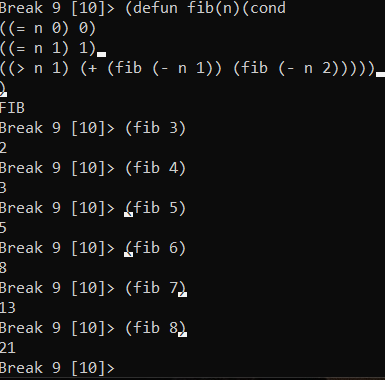 Break 9 [10]> (defun fib(n)(cond
((= n 0) 0)
((= n 1) 1)
((> n 1) (+ (fib (- n 1)) (fib (- n 2)))))
)
FIB
Break 9 [10]> (fib 3)
2
Break 9 [10]> (fib 4)
3
Break 9 [10]> (fib 5)
5
Break 9 [10]> (fib 6)
8
Break 9 [10]> (fib 7)
13
Break 9 [10]> (fib 8)
21
Break 9 [10]>